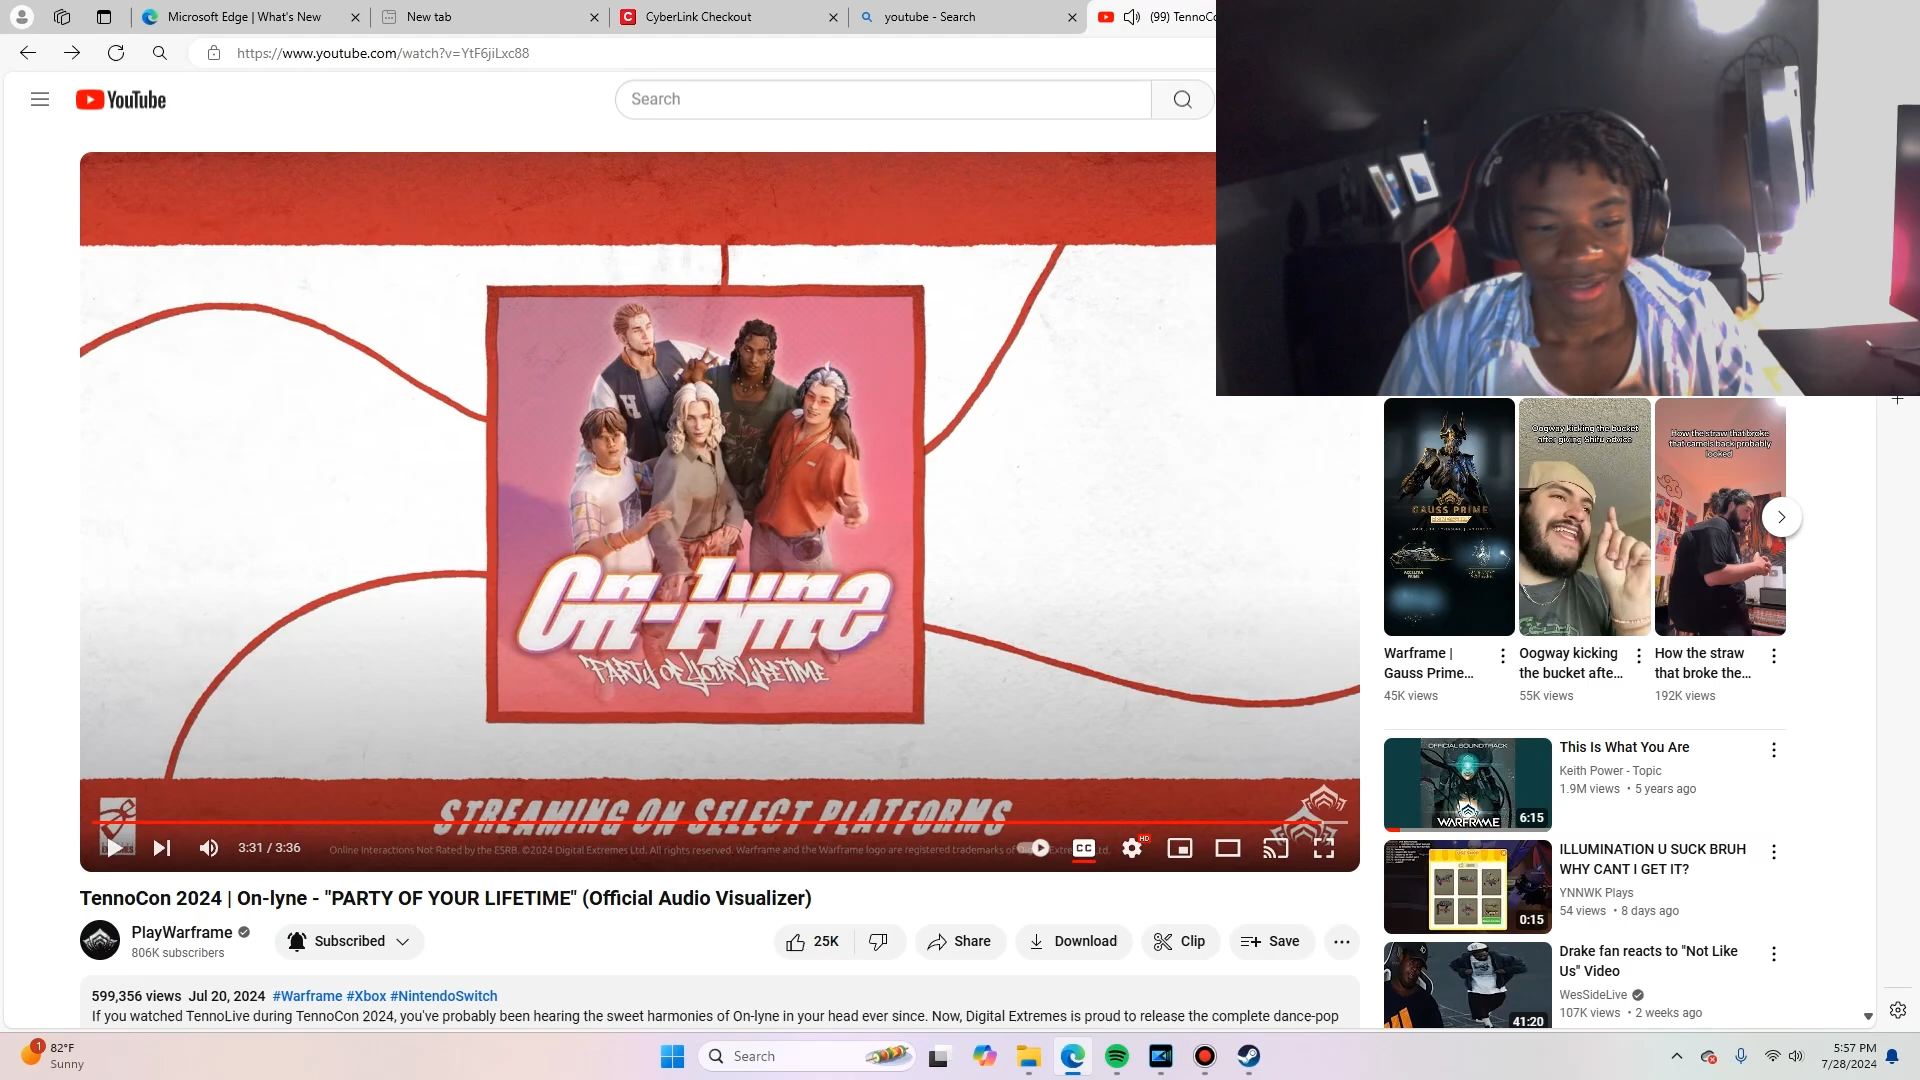 Microsoft Edge | What's New
New tab
CyberLink Checkout
youtube - Search
(99) TennoCo
https://www.youtube.com/watch?v=YtF6jiLxc88
YouTube
Search
H
On-lyne
PARTY OF YOUR LIFETIME
STREAMING ON SELECT PLATFORMS
3:31 / 3:36
Online Interactions Not Rated by the ESRB. ©2024 Digital Extremes Ltd. All rights reserved. Warframe and the Warframe logo are registered trademarks of Digital Extremes Ltd.
CC
HD
TennoCon 2024 | On-lyne - "PARTY OF YOUR LIFETIME" (Official Audio Visualizer)
PlayWarframe
806K subscribers
Subscribed
25K
Share
Download
Clip
Save
599,356 views Jul 20, 2024 #Warframe #Xbox #NintendoSwitch
If you watched TennoLive during TennoCon 2024, you've probably been hearing the sweet harmonies of On-lyne in your head ever since. Now, Digital Extremes is proud to release the complete dance-pop
GAUSS PRIME
Oogway kicking the bucket
after giving Shifu advice
How the straw that broke
that camels back probably
looked
Warframe |
Gauss Prime...
45K views
Oogway kicking
the bucket afte...
55K views
How the straw
that broke the...
192K views
OFFICIAL SOUNDTRACK
WARFRAME
6:15
This Is What You Are
Keith Power - Topic
1.9M views • 5 years ago
0:15
ILLUMINATION U SUCK BRUH
WHY CANT I GET IT?
YNNWK Plays
54 views • 8 days ago
41:20
Drake fan reacts to "Not Like
Us" Video
WesSideLive
107K views • 2 weeks ago
1
82°F
Sunny
Search
5:57 PM
7/28/2024